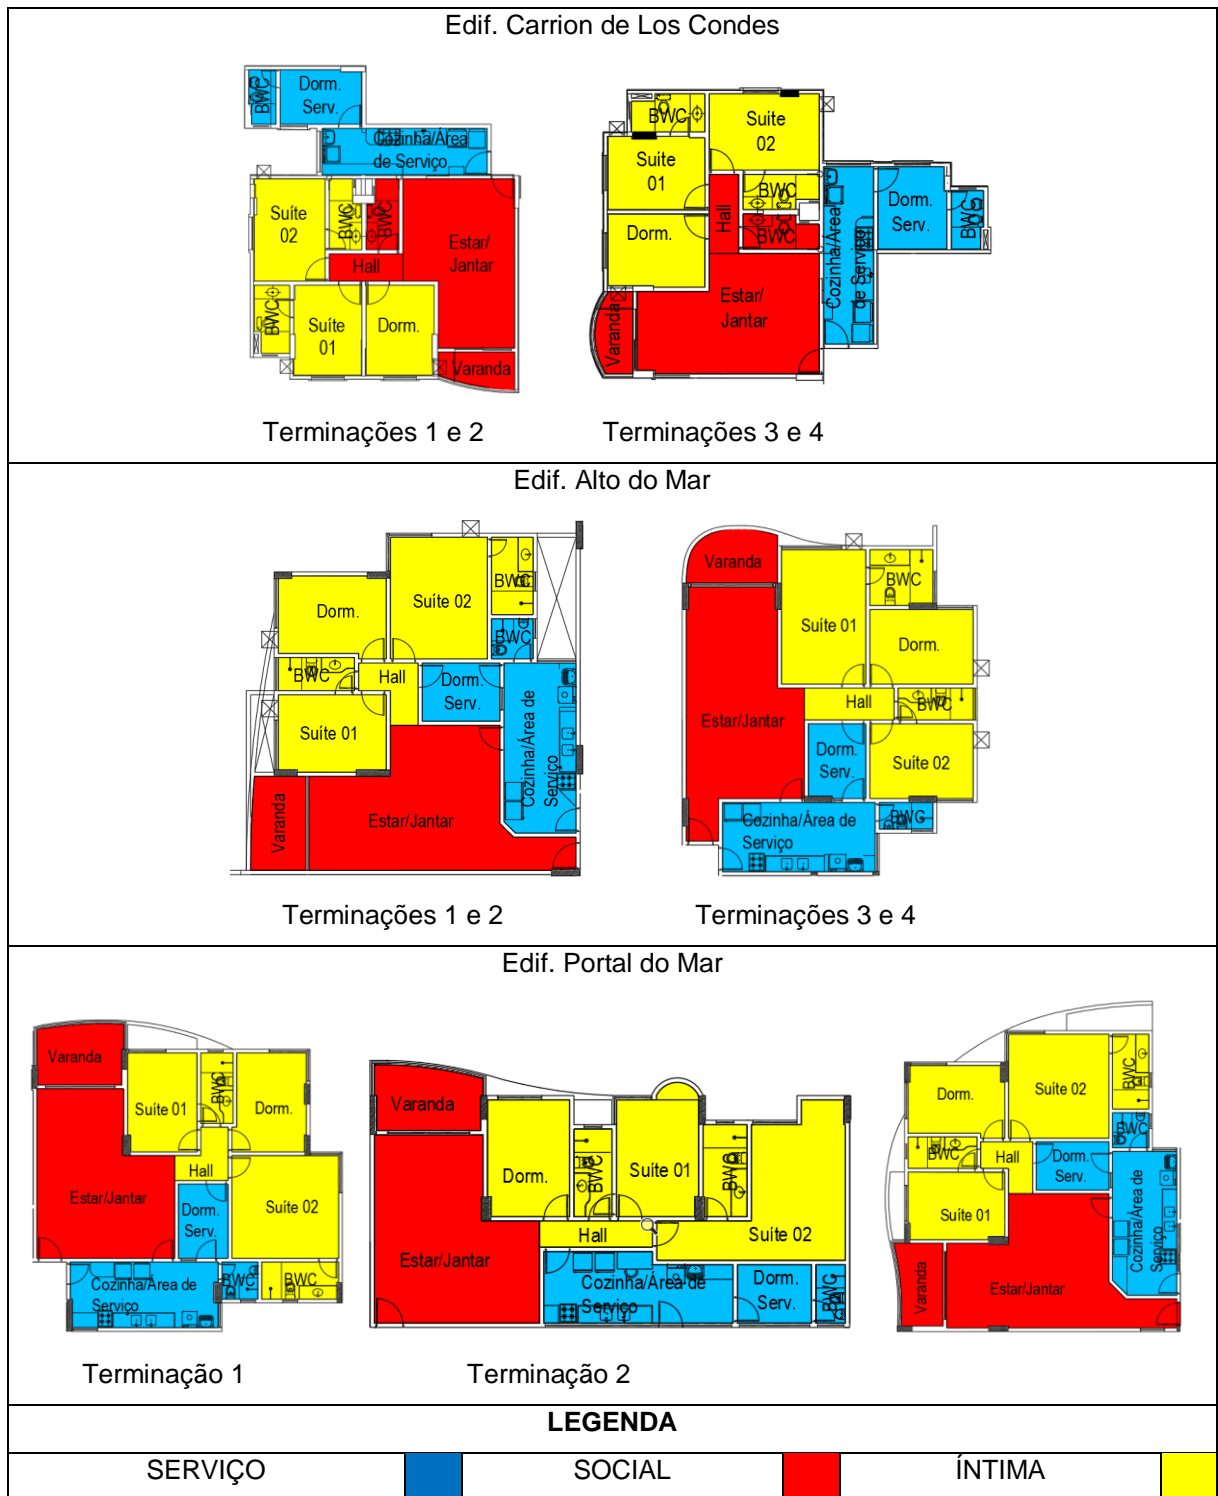 Edif. Carrion de Los Condes
BWC
Dorm.
Serv.
Cozinha/Área
de Serviço
Suíte
02
BWC
BWC
Estar/
Jantar
Hall
BWC
Suíte
01
Dorm.
Varanda
BWC
Suite
02
Suite
01
BWC
Dorm.
Hall
BWC
Cozinha/Área
de Serviço
Dorm.
Serv.
BWC
Estar/
Jantar
Varanda
Terminações 1 e 2
Terminações 3 e 4
Edif. Alto do Mar
Dorm.
Suíte 02
BWC
BWC
BWC
Hall
Dorm.
Serv.
Suíte 01
Cozinha/Área de
Serviço
Varanda
Estar/Jantar
Varanda
BWC
Suíte 01
Dorm.
Hall
BWC
Estar/Jantar
Dorm.
Serv.
Suíte 02
Cozinha/Área de
Serviço
BWC
Terminações 1 e 2
Terminações 3 e 4
Edif. Portal do Mar
Varanda
Suíte 01
BWC
Dorm.
Hall
Estar/Jantar
Dorm.
Serv.
Suíte 02
Cozinha/Área de
Serviço
BWC
BWC
Varanda
Dorm.
BWC
Suíte 01
BWC
Hall
Suíte 02
Estar/Jantar
Cozinha/Área de
Serviço
Dorm.
Serv.
BWC
Dorm.
Suíte 02
BWC
BWC
BWC
Hall
Dorm.
Serv.
Suíte 01
Cozinha/Área de
Serviço
Varanda
Estar/Jantar
Terminação 1
Terminação 2
LEGENDA
SERVIÇO
SOCIAL
ÍNTIMA